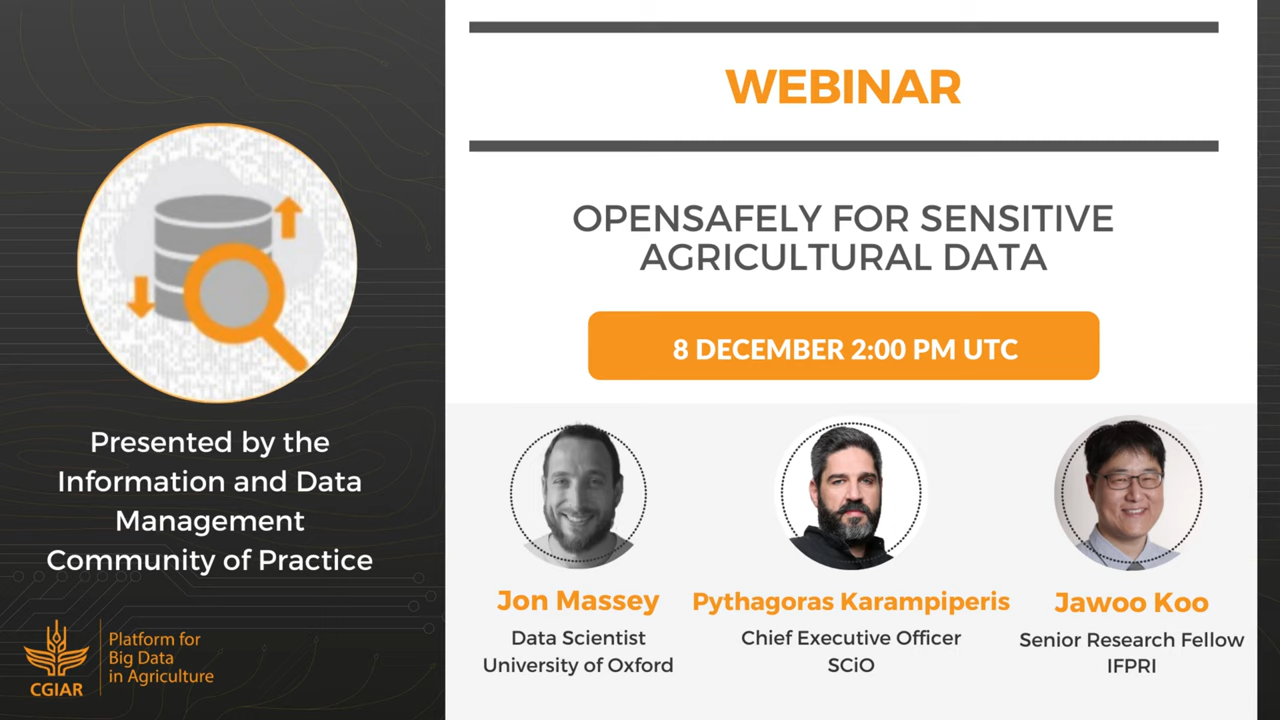 WEBINAR
OPENSAFELY FOR SENSITIVE
AGRICULTURAL DATA
8 DECEMBER 2:00 PM UTC
Presented by the
Information and Data
Management
Community of Practice
CGIAR
Platform for
Big Data
in Agriculture
Jon Massey
Data Scientist
University of Oxford
Pythagoras Karampiperis
Chief Executive Officer
SCiO
Jawoo Koo
Senior Research Fellow
IFPRI